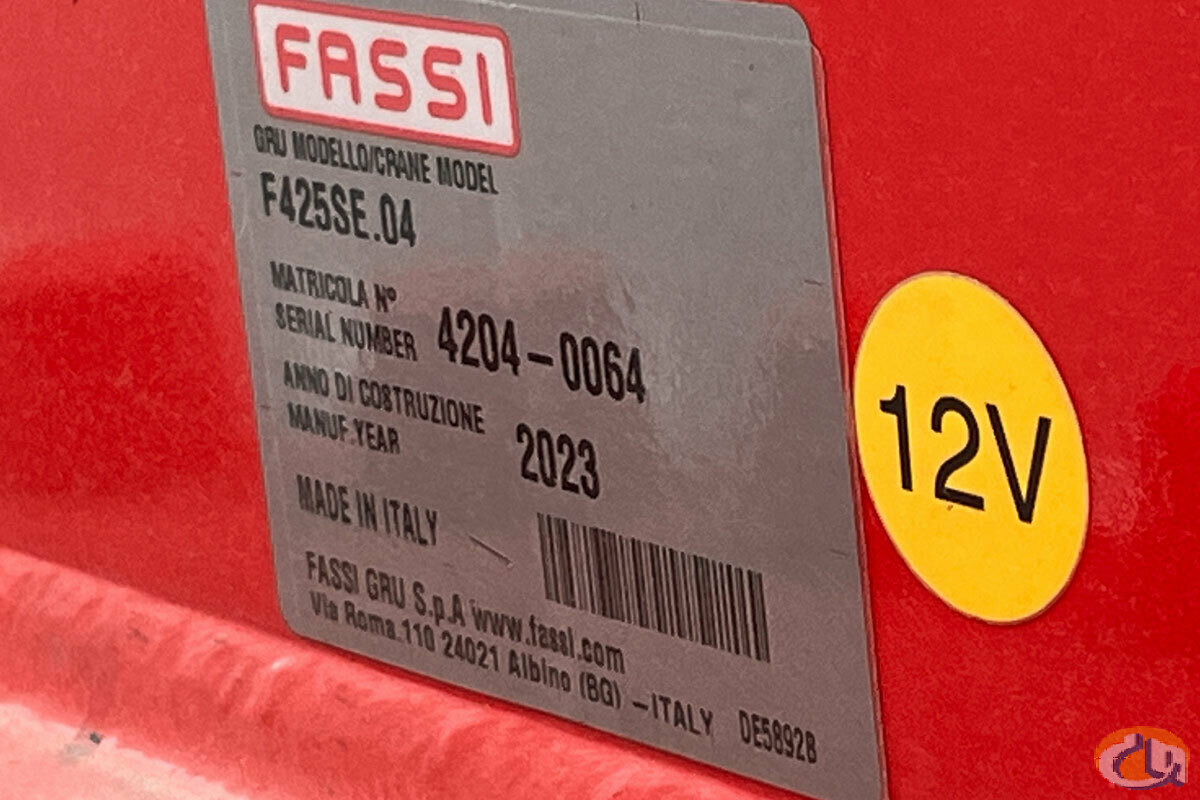 FASSI
GRU MODELLO/CRANE MODEL
F425SE.04
MATRICOLA Nº
SERIAL NUMBER 4204-0064
ANNO DI COSTRUZIONE
MANUF.YEAR 2023
MADE IN ITALY
FASSI GRU S.p.A www.fassi.com
Via Roma.110 24021 Albino (BG) -ITALY DE5892B
12V